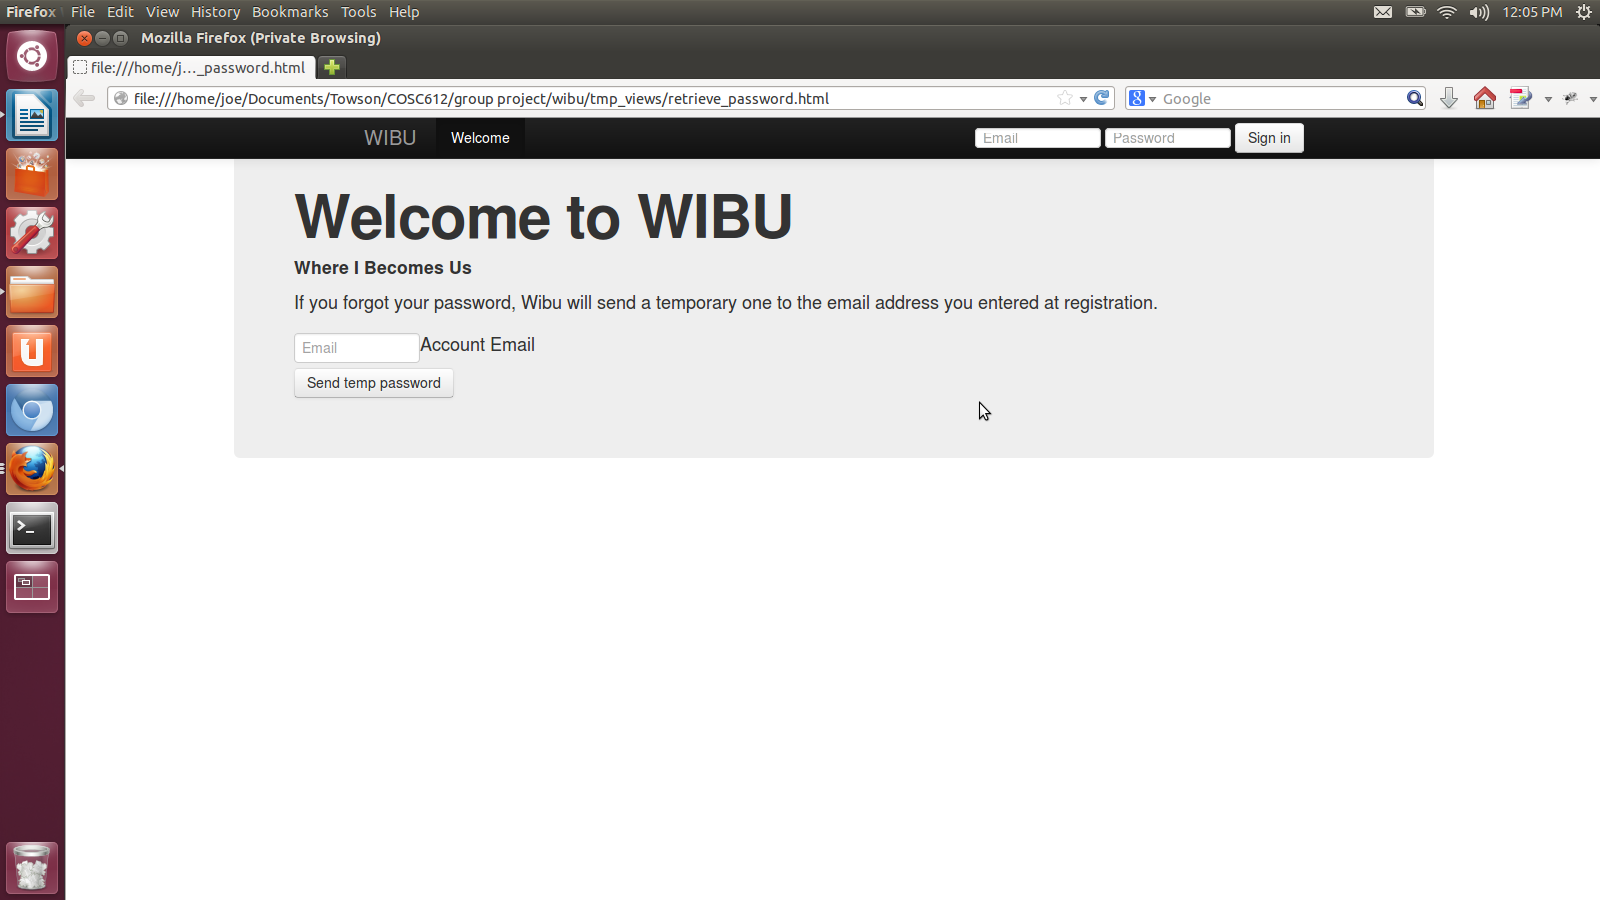 Firefox File Edit View History Bookmarks Tools Help 12:05 PM
Mozilla Firefox (Private Browsing)
file:///home/j..._password.html
file:///home/joe/Documents/Towson/COSC612/group project/wibu/tmp_views/retrieve_password.html Google
WIBU Welcome Email Password Sign in
Welcome to WIBU
Where I Becomes Us
If you forgot your password, Wibu will send a temporary one to the email address you entered at registration.
Email Account Email
Send temp password